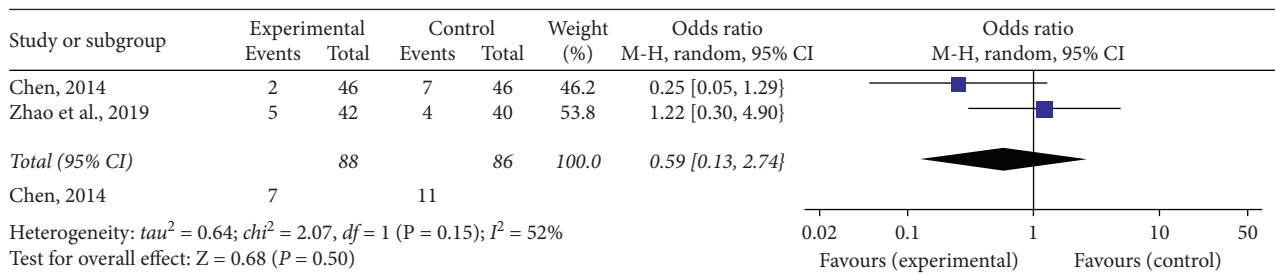 Study or subgroup Experimental Control Weight Odds ratio Odds ratio
Events Total Events Total (%) M-H, random, 95% CI M-H, random, 95% CI
Chen, 2014 2 46 7 46 46.2 0.25 [0.05, 1.29}
Zhao et al., 2019 5 42 4 40 53.8 1.22 [0.30, 4.90}
Total (95% CI) 88 86 100.0 0.59 [0.13, 2.74}
Chen, 2014 7 11
Heterogeneity: tau² = 0.64; chi² = 2.07, df = 1 (P = 0.15); I² = 52%
Test for overall effect: Z = 0.68 (P = 0.50)
0.02 0.1 1 10 50
Favours (experimental) Favours (control)